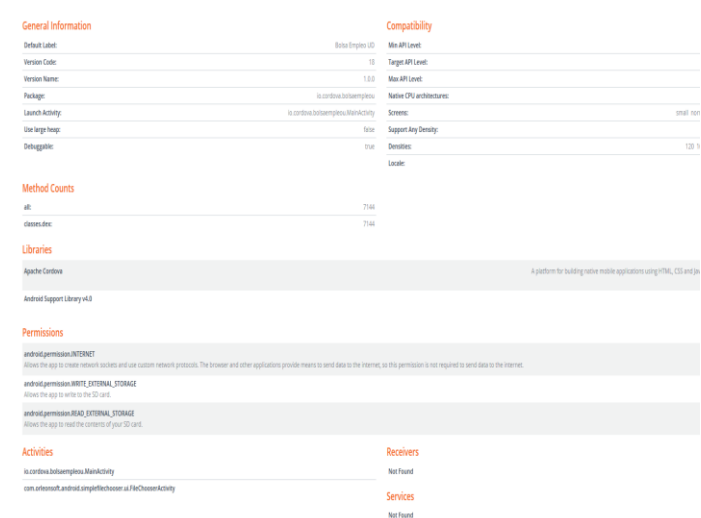 General Information
Default Label: Bolsa Empleo UD
Version Code: 10
Version Name: 1.0.0
Package: io.cordova.bolsaempleou
Launch Activity: io.cordova.bolsaempleou.MainActivity
Use large heap: false
Debuggable: true
Compatibility
Min API Level:
Target API Level:
Max API Level:
Native CPU architectures:
Screens: small nor
Support Any Density:
Densities: 120 1
Locale:
Method Counts
all: 7144
classes.dex: 7144
Libraries
Apache Cordova A platform for building native mobile applications using HTML, CSS and Jav
Android Support Library v4.0
Permissions
android.permission.INTERNET
Allows the app to create network sockets and use custom network protocols. The browser and other applications provide means to send data to the internet, so this permission is not required to send data to the internet.
android.permission.WRITE_EXTERNAL_STORAGE
Allows the app to write to the SD card.
android.permission.READ_EXTERNAL_STORAGE
Allows the app to read the contents of your SD card.
Activities
io.cordova.bolsaempleou.MainActivity
com.orleonsoft.android.simplefilechooser.ui.FileChooserActivity
Receivers
Not Found
Services
Not Found